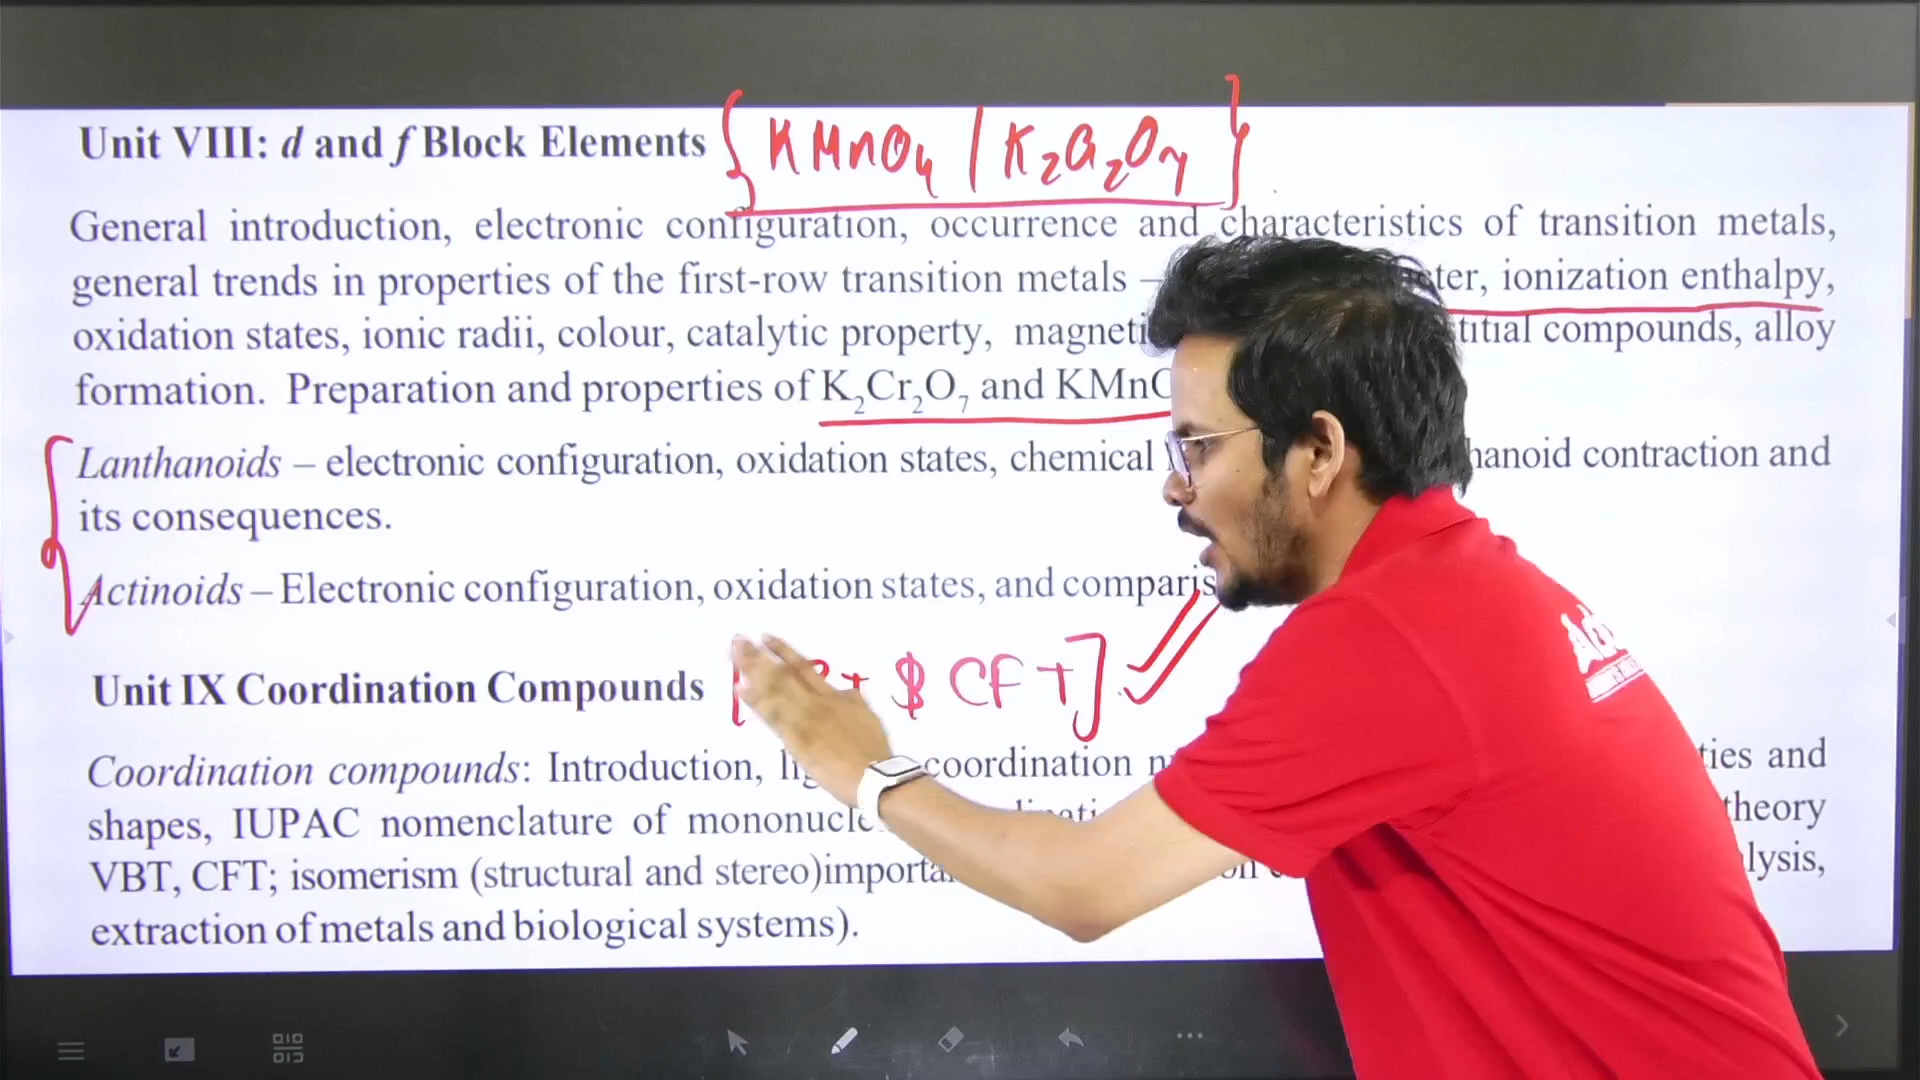 Unit VIII: d and f Block Elements { KMnO4 / K2Cr2O7 }
General introduction, electronic configuration, occurrence and characteristics of transition metals,
general trends in properties of the first-row transition metals – ter, ionization enthalpy,
oxidation states, ionic radii, colour, catalytic property, magneti titial compounds, alloy
formation. Preparation and properties of K2Cr2O7 and KMnO
Lanthanoids – electronic configuration, oxidation states, chemical hanoid contraction and
its consequences.
Actinoids – Electronic configuration, oxidation states, and comparis
Unit IX Coordination Compounds [ $ CFT]
Coordination compounds: Introduction, coordination ties and
shapes, IUPAC nomenclature of mononucle theory
VBT, CFT; isomerism (structural and stereo)importa lysis,
extraction of metals and biological systems).